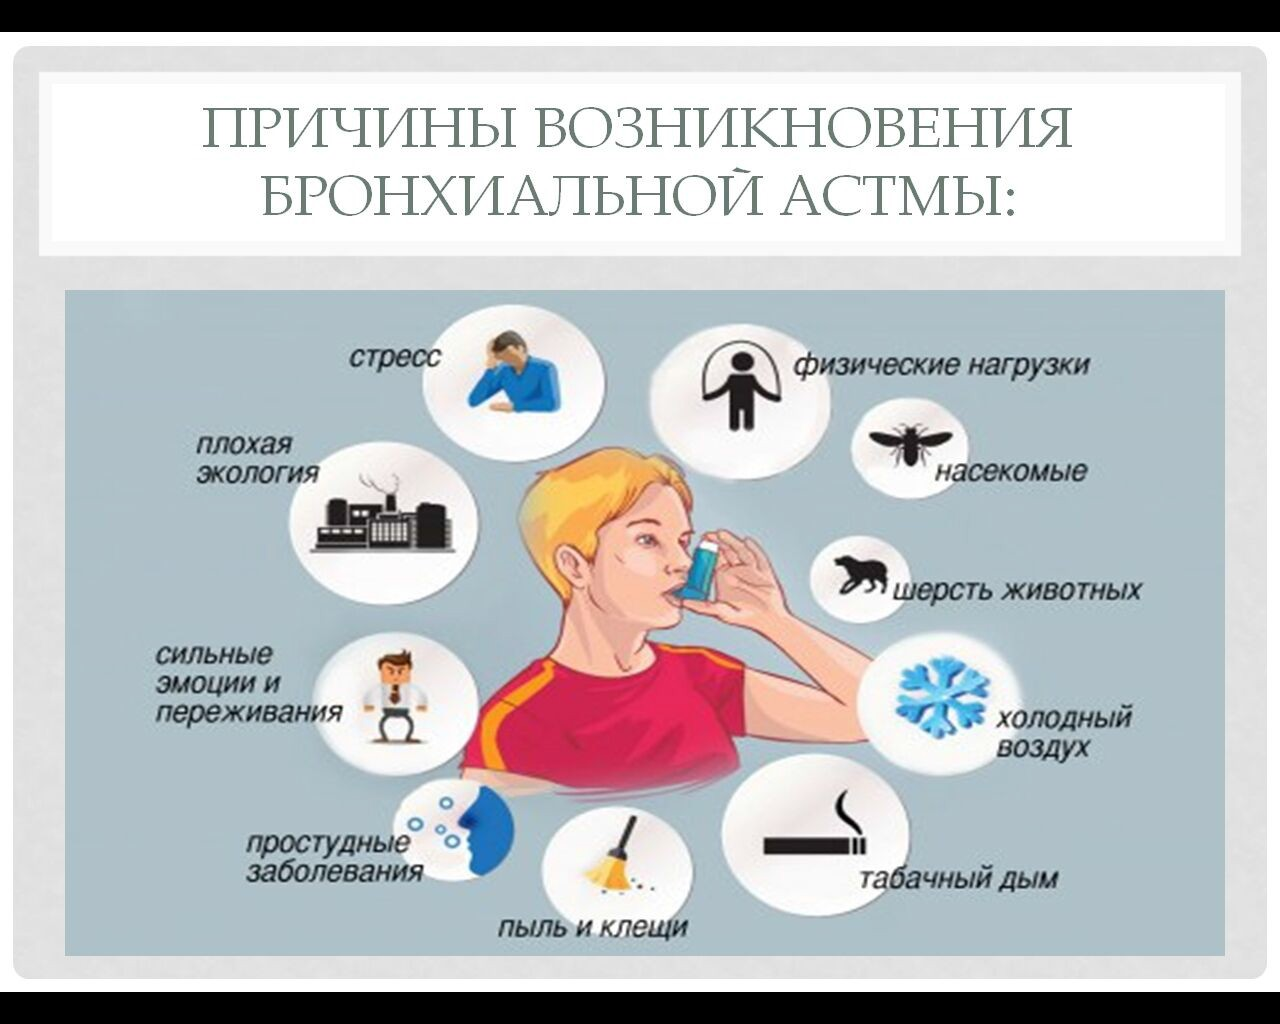 ПРИЧИНЫ ВОЗНИКНОВЕНИЯ
БРОНХИАЛЬНОЙ АСТМЫ:
стресс
физические нагрузки
плохая
экология
насекомые
шерсть животных
сильные
эмоции и
переживания
холодный
воздух
простудные
заболевания
табачный дым
пыль и клещи